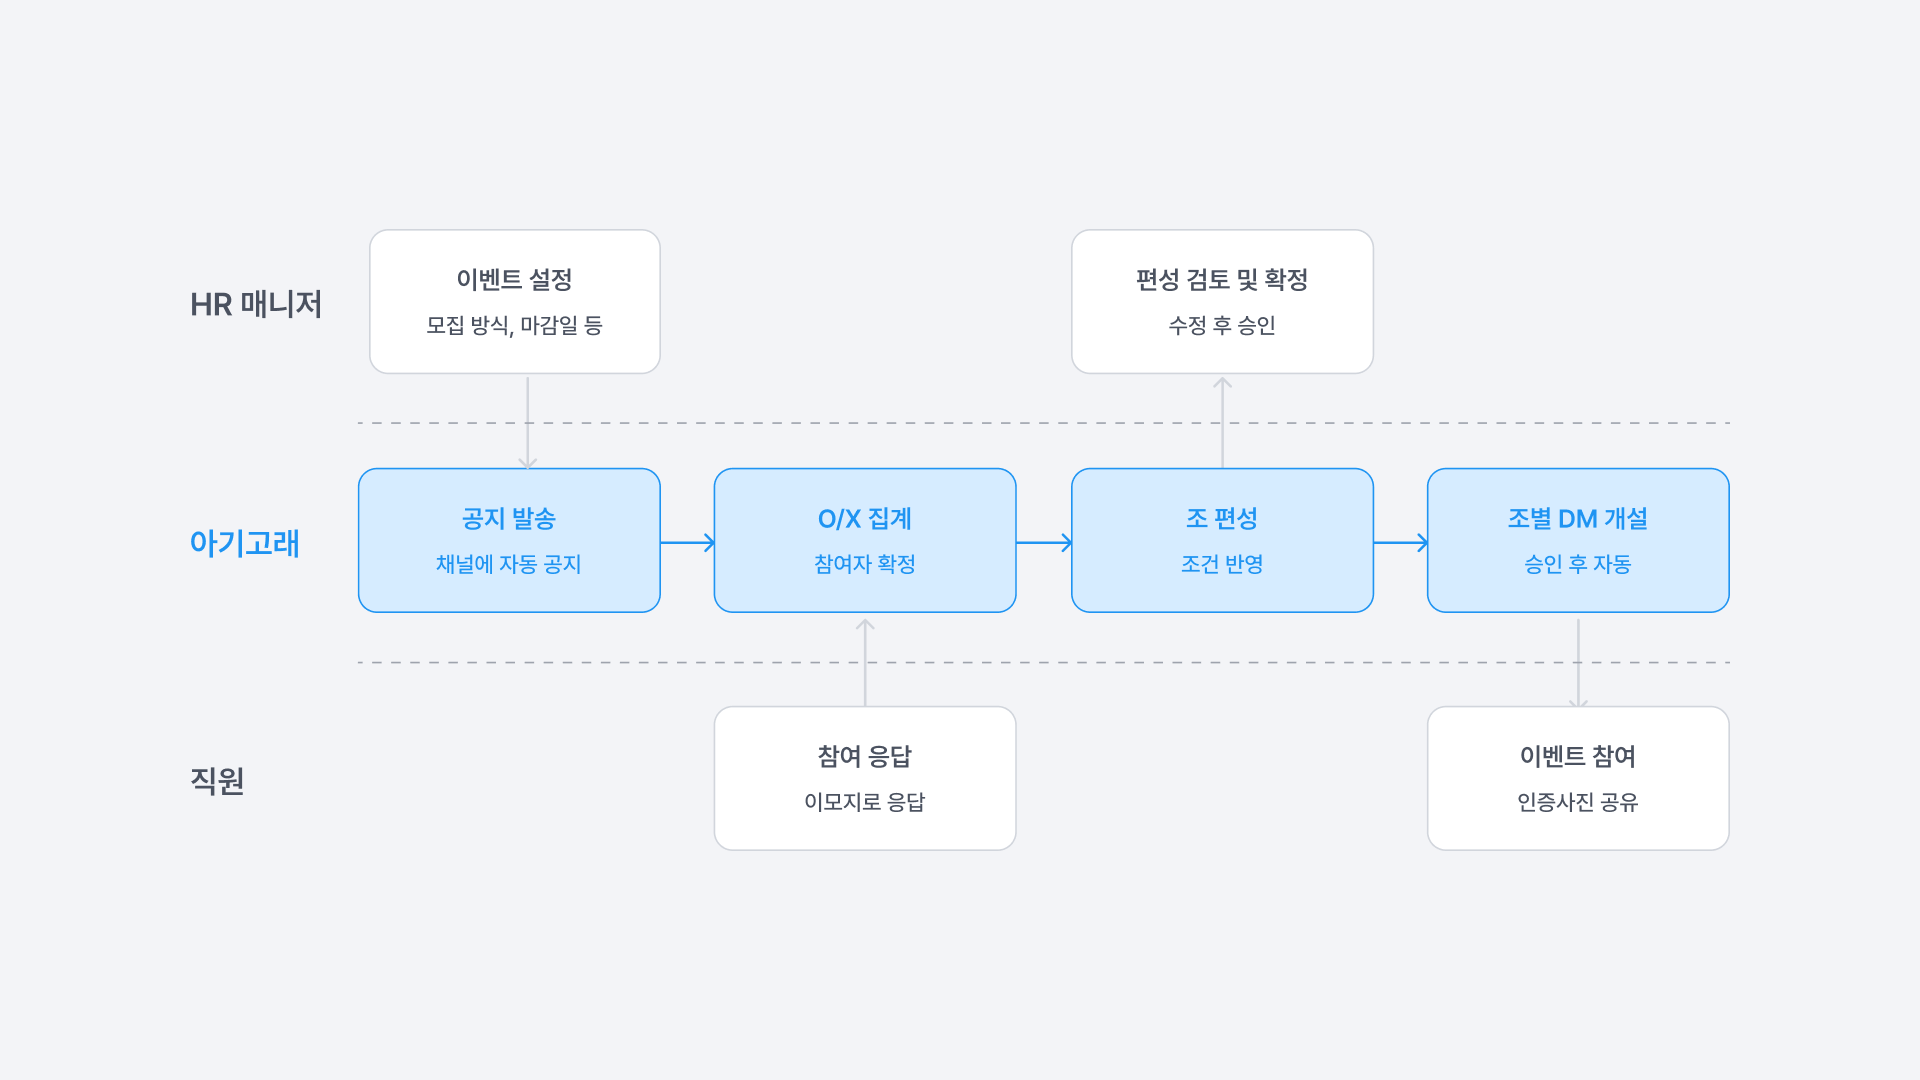 HR 매니저
이벤트 설정
모집 방식, 마감일 등
편성 검토 및 확정
수정 후 승인
아기고래
공지 발송
채널에 자동 공지
O/X 집계
참여자 확정
조 편성
조건 반영
조별 DM 개설
승인 후 자동
직원
참여 응답
이모지로 응답
이벤트 참여
인증사진 공유